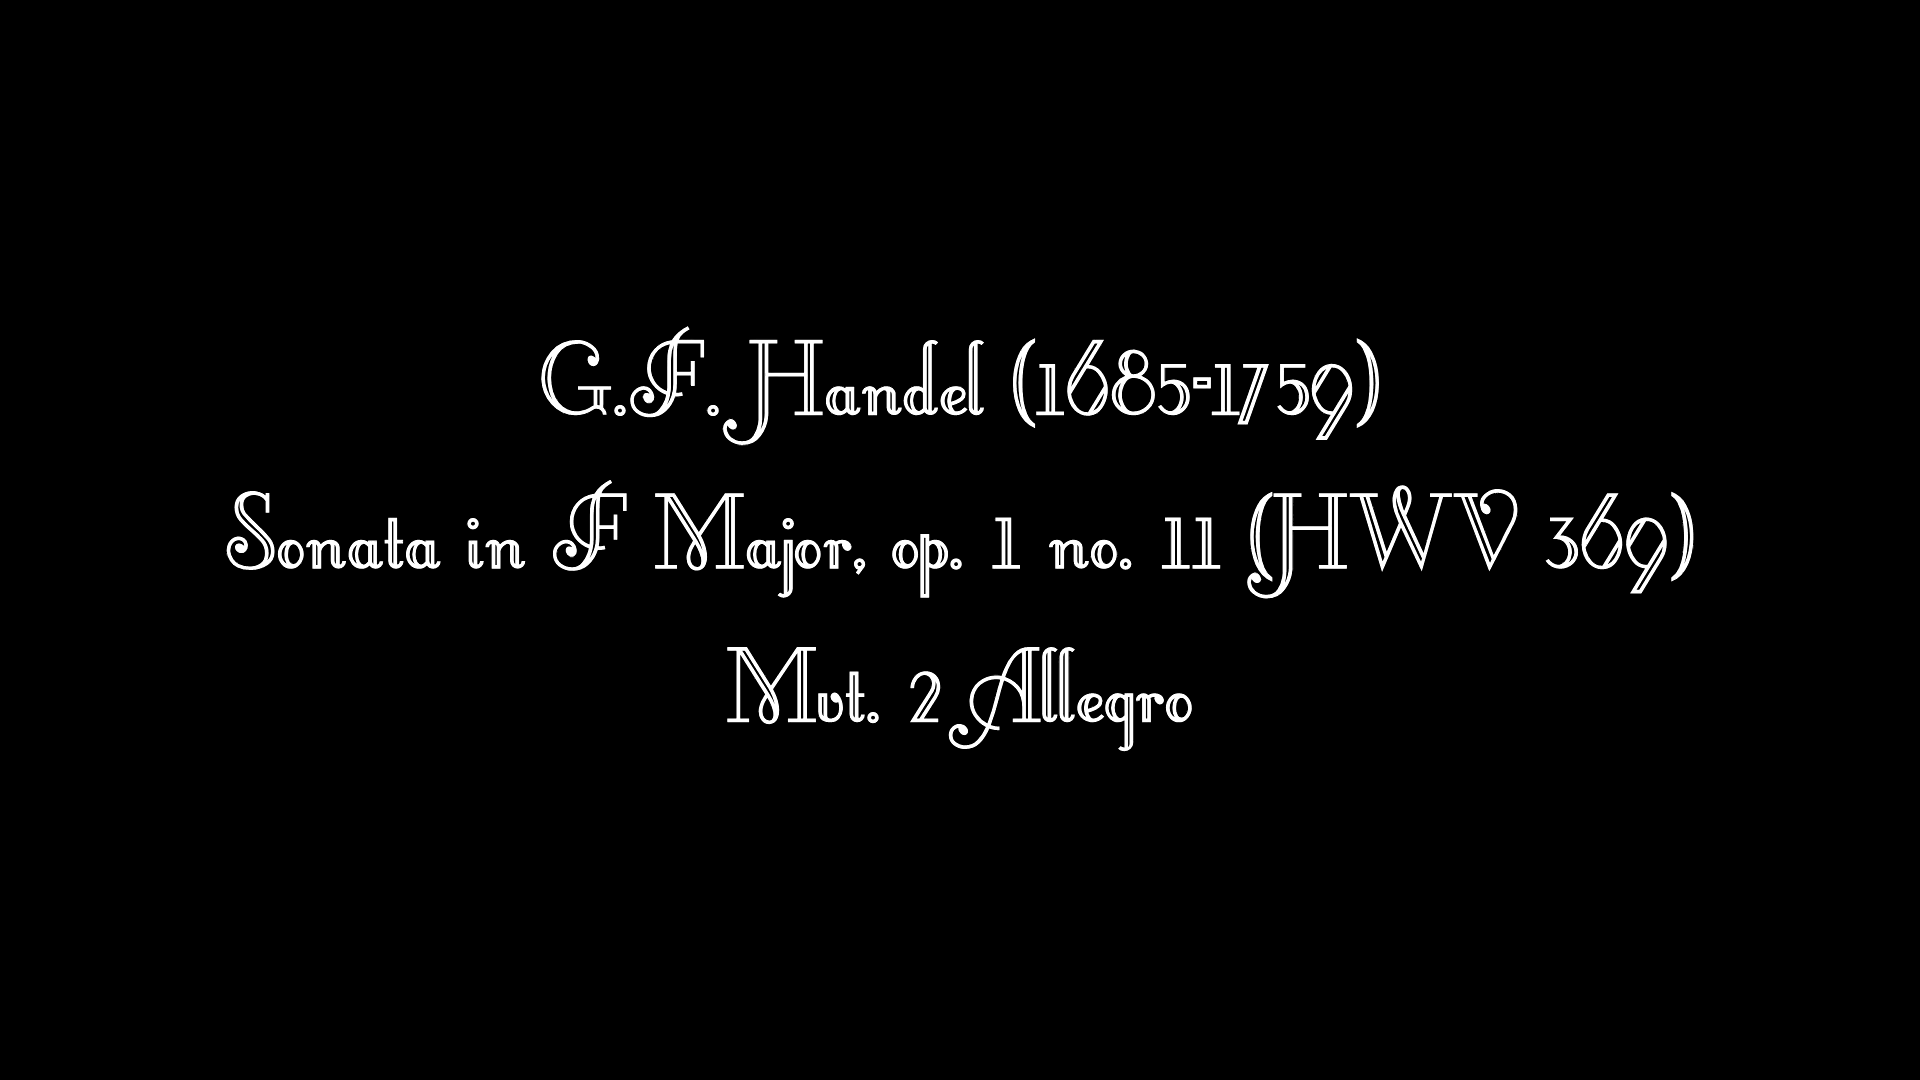 G.F. Handel (1685-1759)
Sonata in F Major, op. 1 no. 11 (HWV 369)
Mvt. 2 Allegro